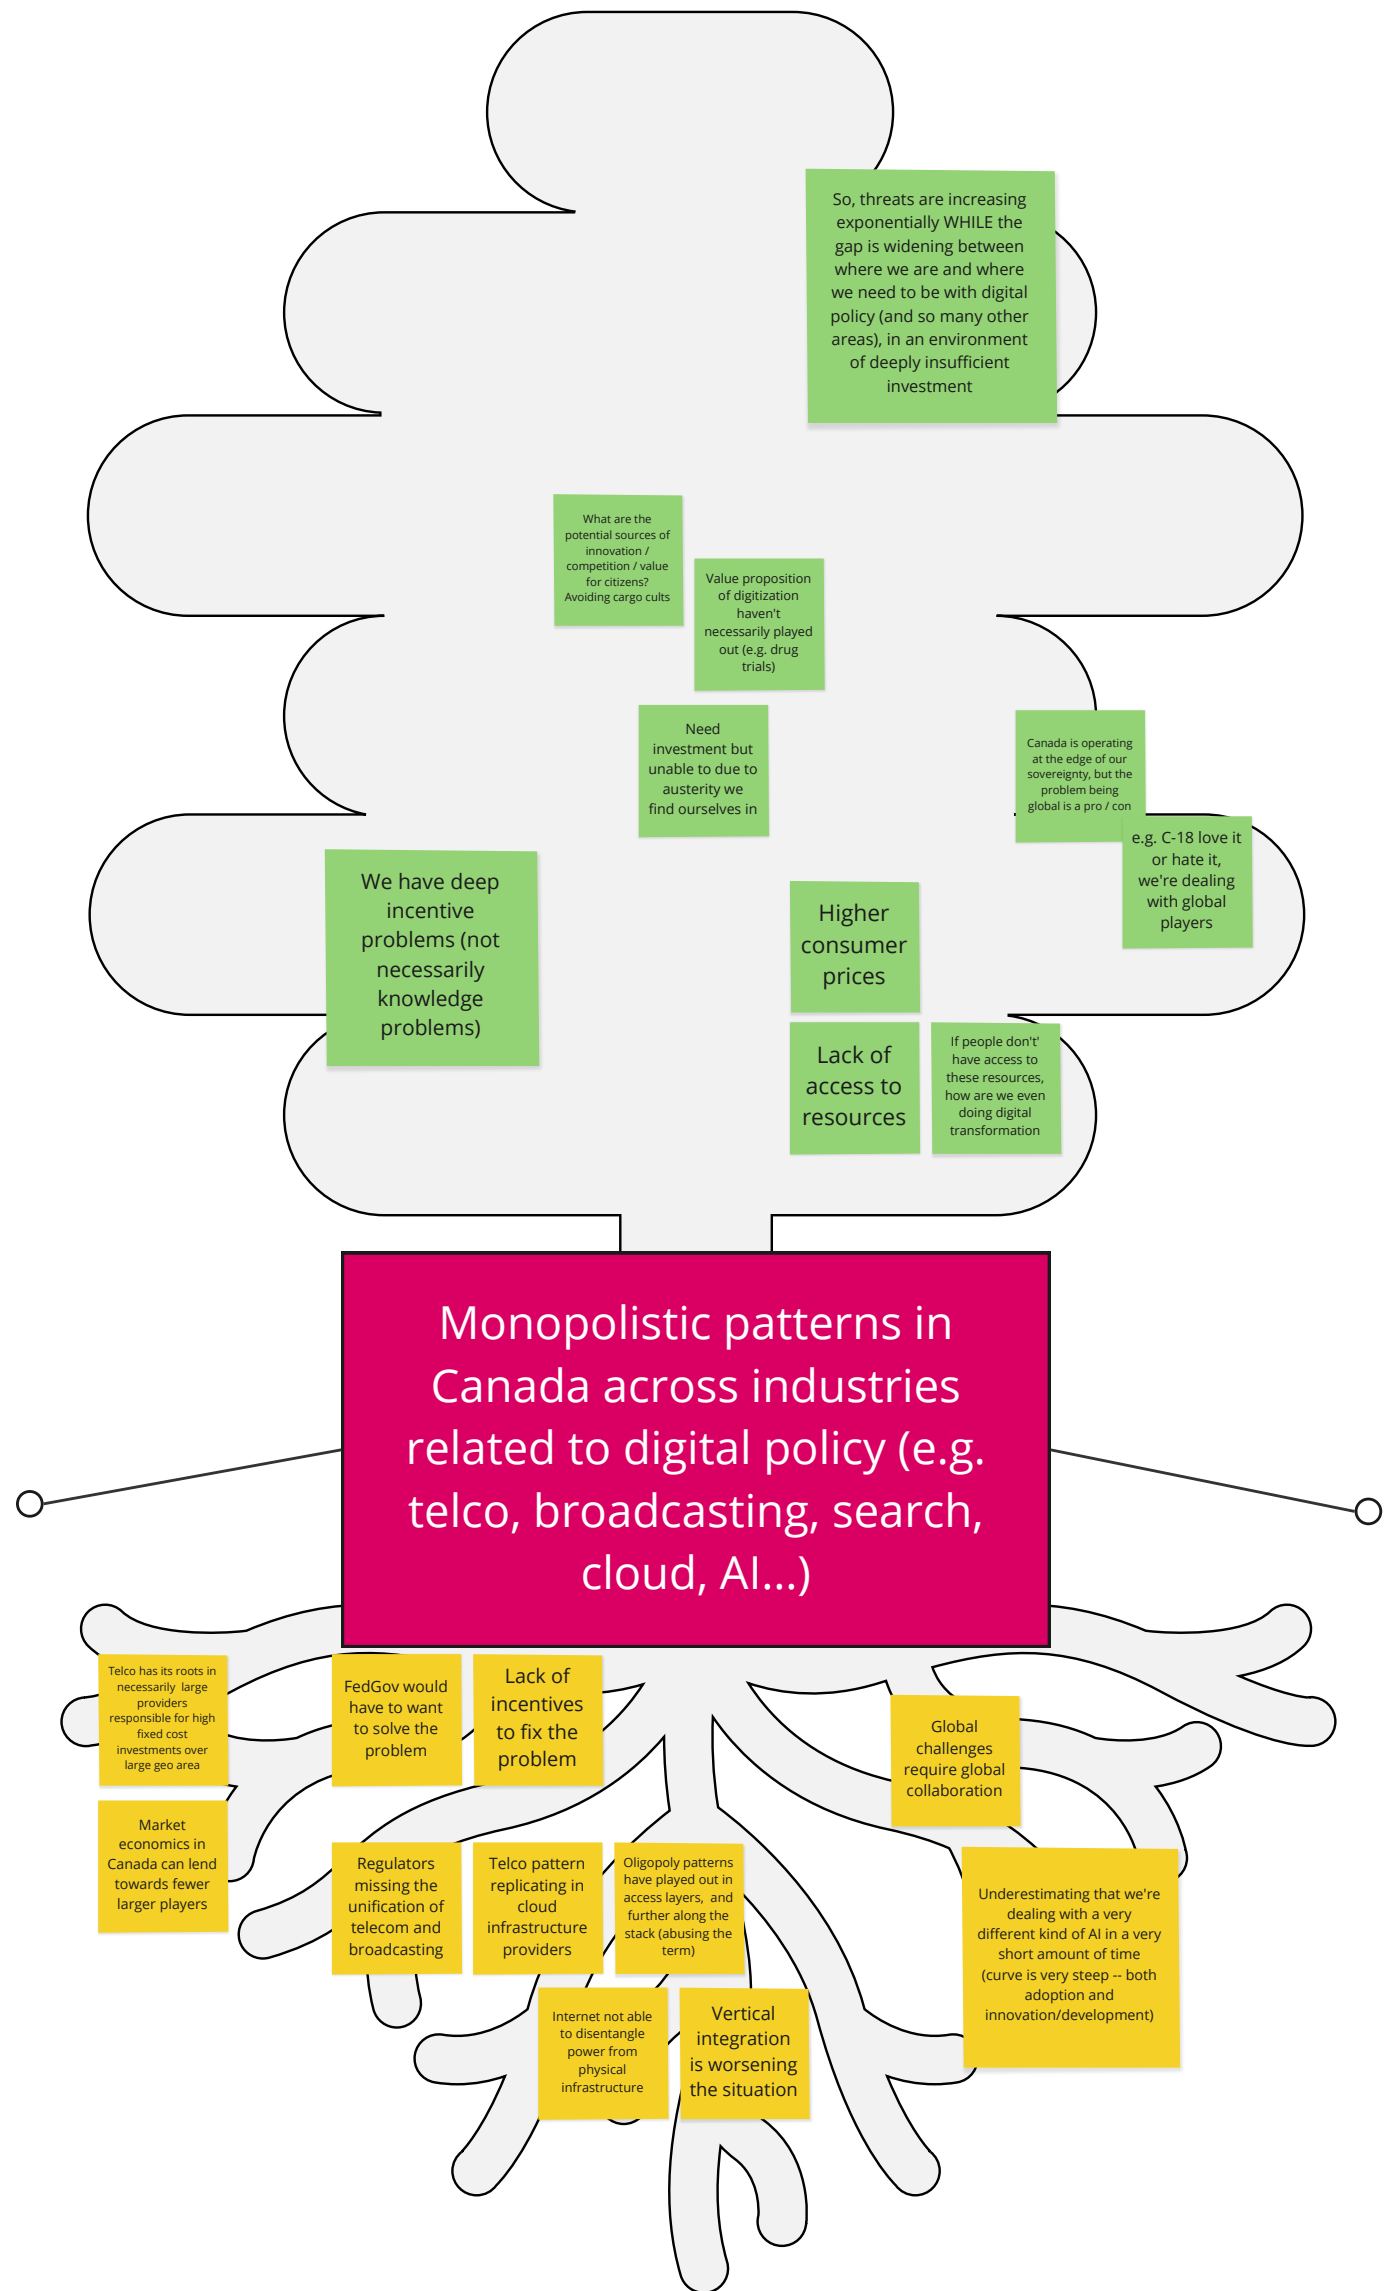 So, threats are increasing
exponentially WHILE the
gap is widening between
where we are and where
we need to be with digital
policy (and so many other
areas), in an environment
of deeply insufficient
investment
What are the
potential sources of
innovation /
competition / value
for citizens?
Avoiding cargo cults
Value proposition
of digitization
haven't
necessarily played
out (e.g. drug
trials)
Need
investment but
unable to due to
austerity we
find ourselves in
Canada is operating
at the edge of our
sovereignty, but the
problem being
global is a pro / con
e.g. C-18 love it
or hate it,
we're dealing
with global
players
We have deep
incentive
problems (not
necessarily
knowledge
problems)
Higher
consumer
prices
Lack of
access to
resources
If people don't'
have access to
these resources,
how are we even
doing digital
transformation
Monopolistic patterns in
Canada across industries
related to digital policy (e.g.
telco, broadcasting, search,
cloud, AI...)
Telco has its roots in
necessarily large
providers
responsible for high
fixed cost
investments over
large geo area
FedGov would
have to want
to solve the
problem
Lack of
incentives
to fix the
problem
Global
challenges
require global
collaboration
Market
economics in
Canada can lend
towards fewer
larger players
Regulators
missing the
unification of
telecom and
broadcasting
Telco pattern
replicating in
cloud
infrastructure
providers
Oligopoly patterns
have played out in
access layers, and
further along the
stack (abusing the
term)
Underestimating that we're
dealing with a very
different kind of AI in a very
short amount of time
(curve is very steep -- both
adoption and
innovation/development)
Internet not able
to disentangle
power from
physical
infrastructure
Vertical
integration
is worsening
the situation